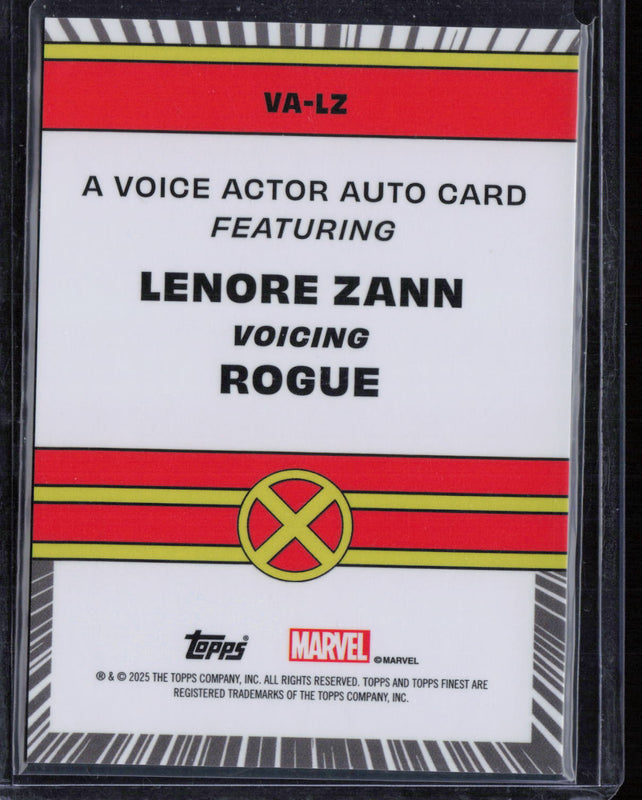 VA-LZ
A VOICE ACTOR AUTO CARD
FEATURING
LENORE ZANN
VOICING
ROGUE
TOPPS®
MARVEL ©MARVEL
® & © 2025 THE TOPPS COMPANY, INC. ALL RIGHTS RESERVED. TOPPS AND TOPPS FINEST ARE
REGISTERED TRADEMARKS OF THE TOPPS COMPANY, INC.